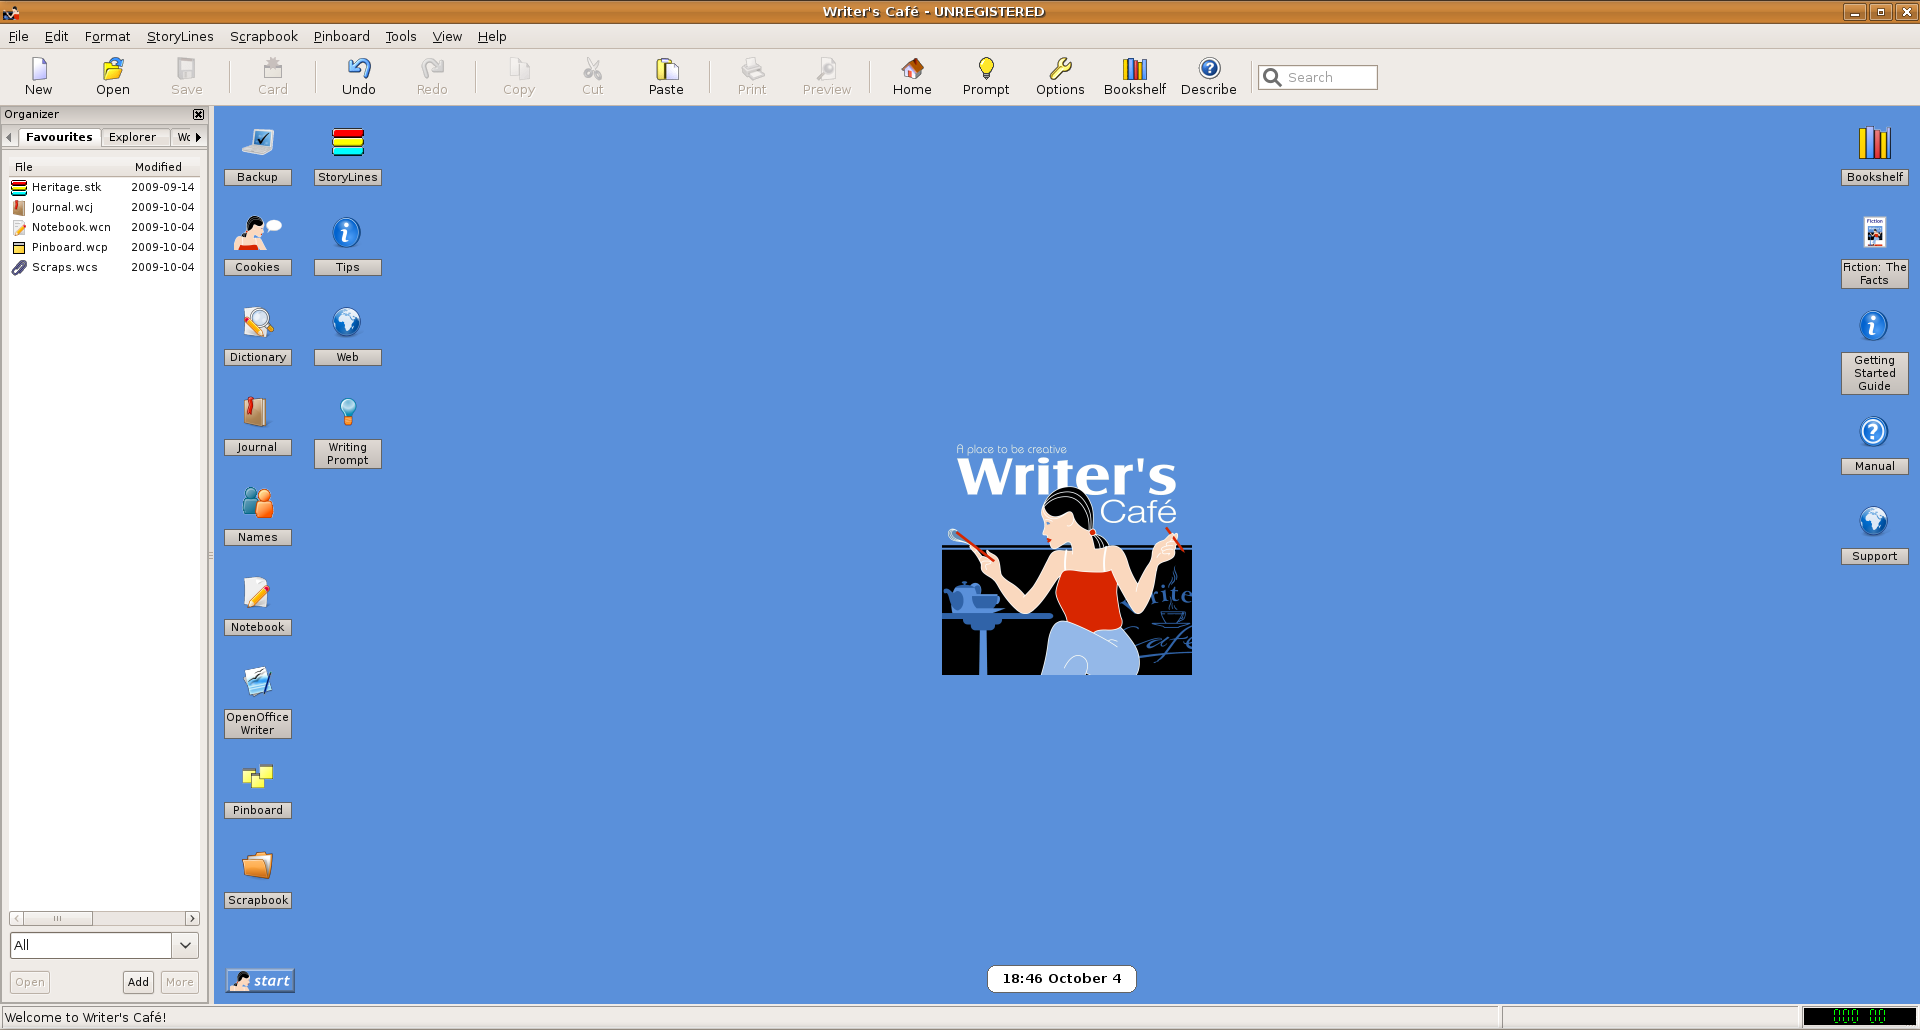 Writer's Café - UNREGISTERED
File Edit Format StoryLines Scrapbook Pinboard Tools View Help
New Open Save Card Undo Redo Copy Cut Paste Print Preview Home Prompt Options Bookshelf Describe Search
Organizer
Favourites Explorer
File Modified
Heritage.stk 2009-09-14
Journal.wcj 2009-10-04
Notebook.wcn 2009-10-04
Pinboard.wcp 2009-10-04
Scraps.wcs 2009-10-04
All
Open Add More
Backup
Cookies
Dictionary
Journal
Names
Notebook
OpenOffice
Writer
Pinboard
Scrapbook
start
StoryLines
Tips
Web
Writing
Prompt
A place to be creative
Writer's
Café
18:46 October 4
Bookshelf
Fiction
Fiction: The
Facts
Getting
Started
Guide
Manual
Support
Welcome to Writer's Café!
000 00